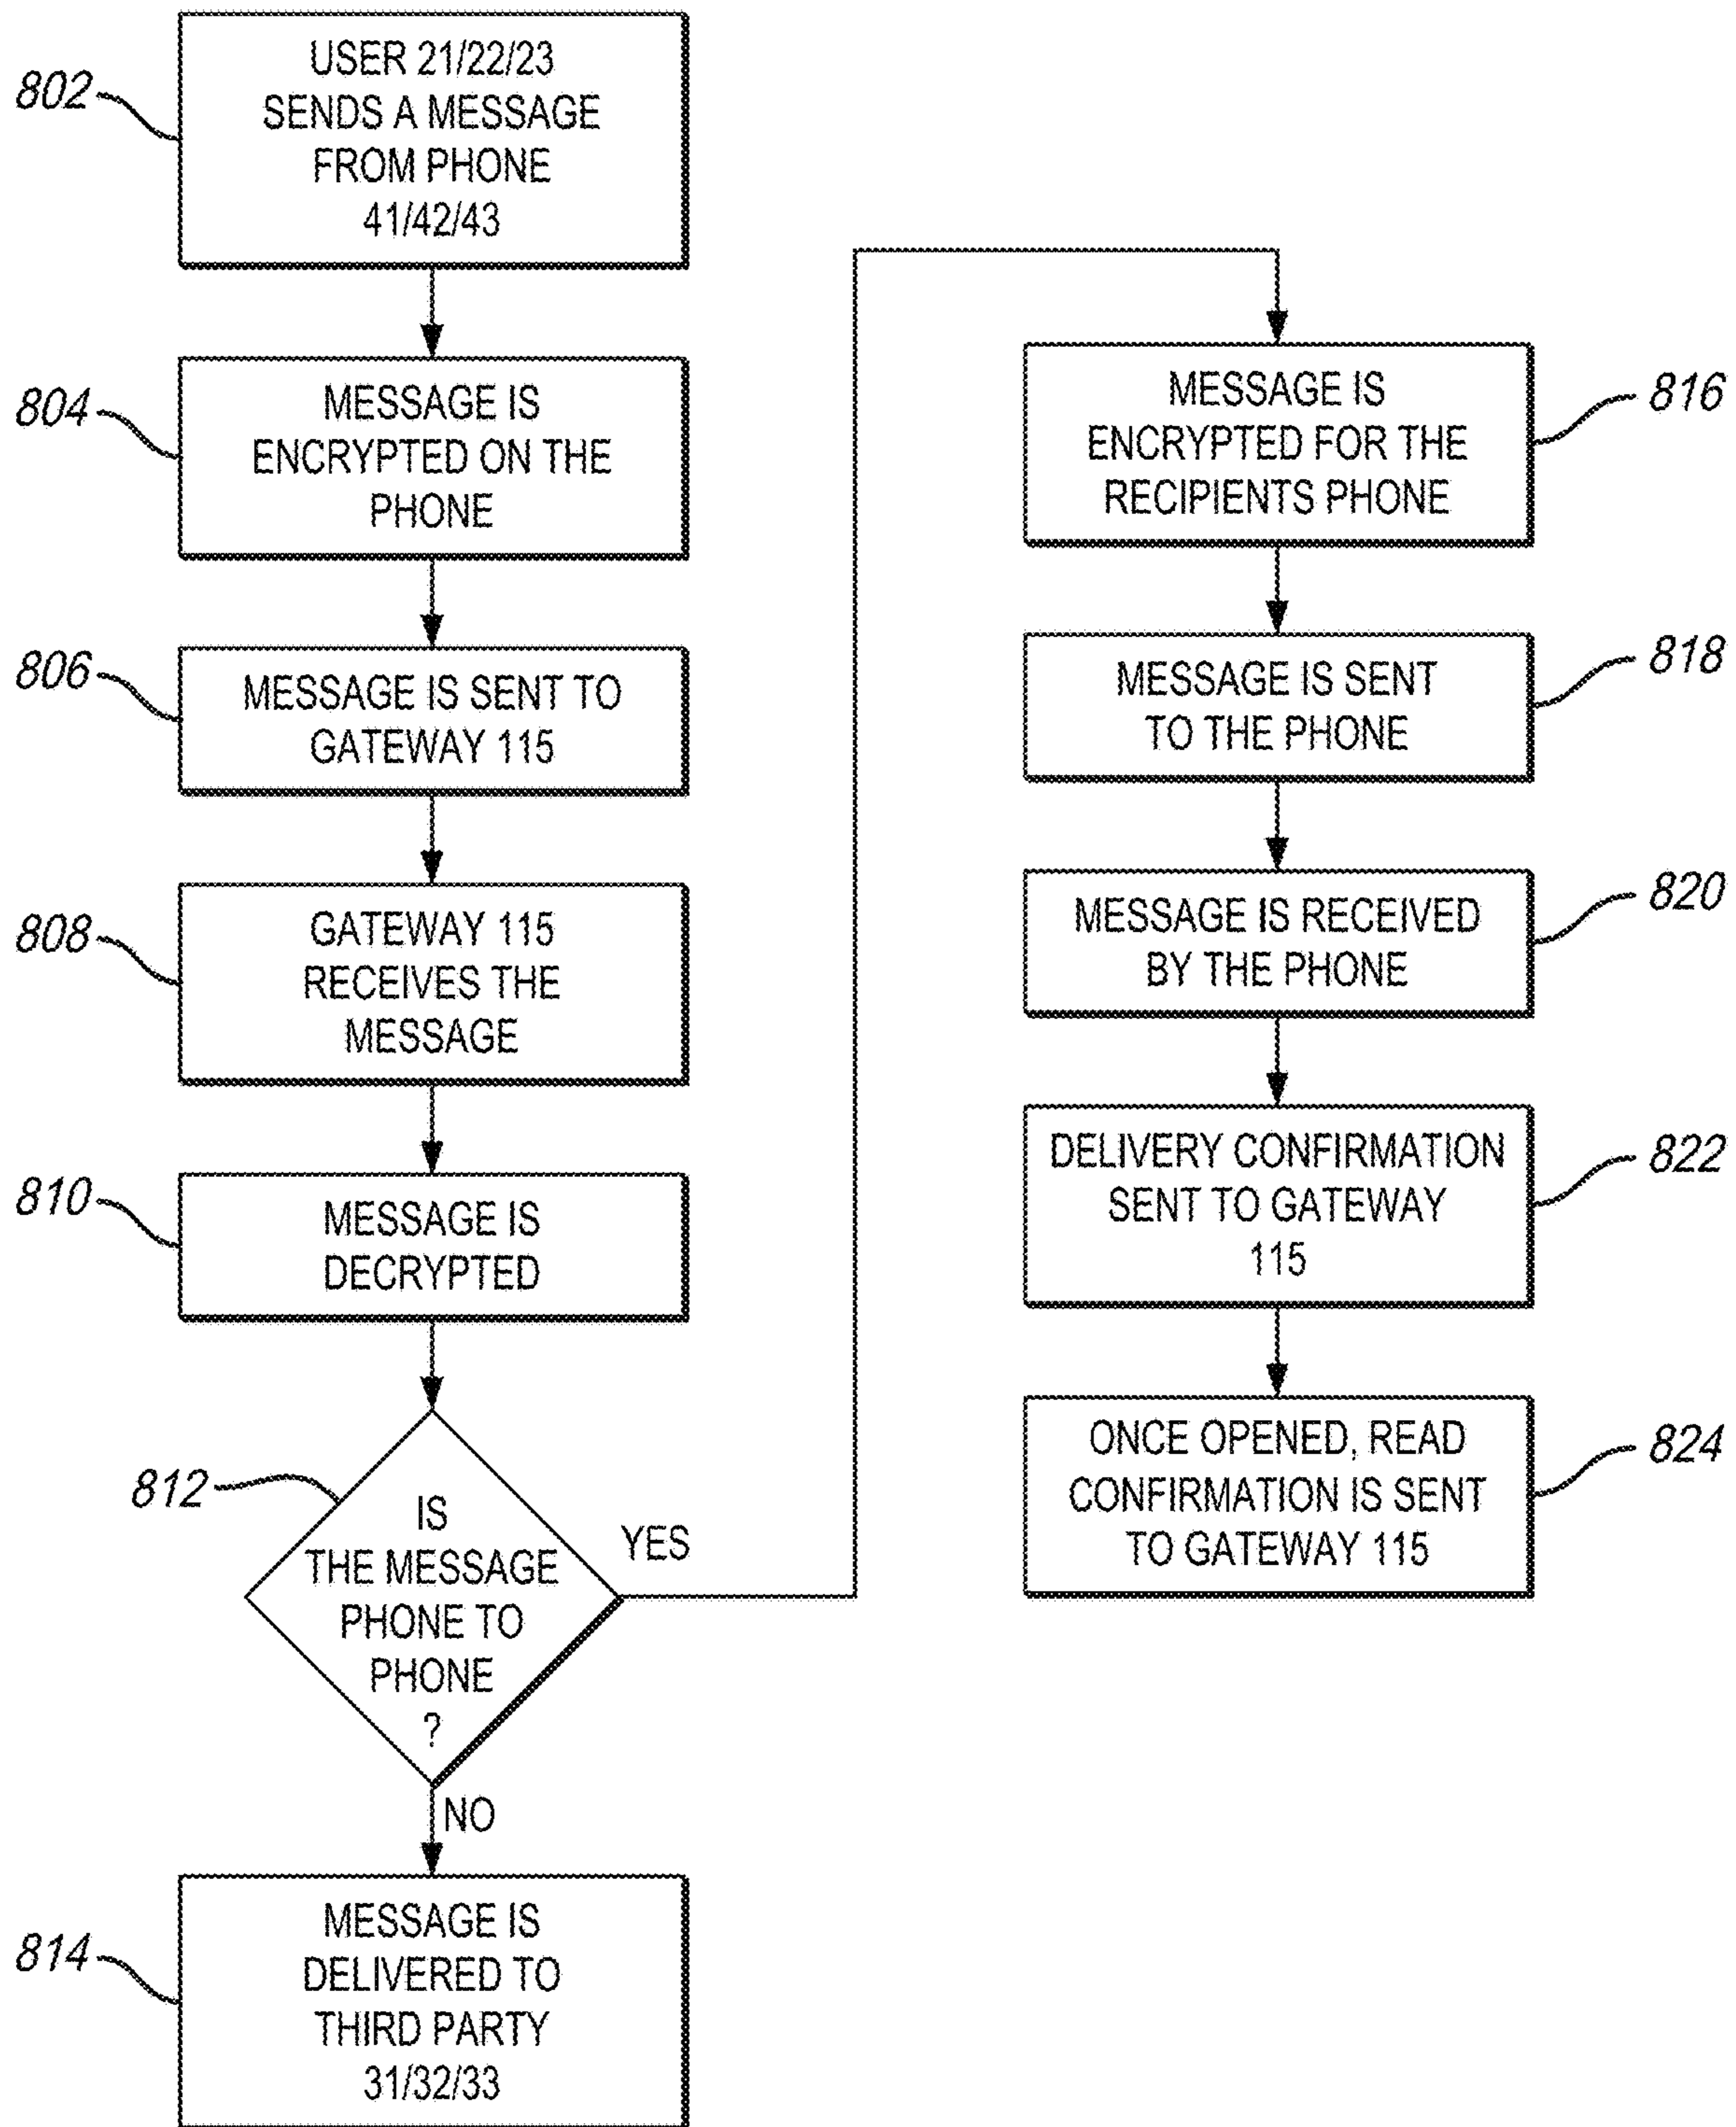 802
USER 21/22/23
SENDS A MESSAGE
FROM PHONE
41/42/43
804
MESSAGE IS
ENCRYPTED ON THE
PHONE
806
MESSAGE IS SENT TO
GATEWAY 115
808
GATEWAY 115
RECEIVES THE
MESSAGE
810
MESSAGE IS
DECRYPTED
812
IS
THE MESSAGE
PHONE TO
PHONE
?
YES
NO
814
MESSAGE IS
DELIVERED TO
THIRD PARTY
31/32/33
816
MESSAGE IS
ENCRYPTED FOR THE
RECIPIENTS PHONE
818
MESSAGE IS SENT
TO THE PHONE
820
MESSAGE IS RECEIVED
BY THE PHONE
822
DELIVERY CONFIRMATION
SENT TO GATEWAY
115
824
ONCE OPENED, READ
CONFIRMATION IS SENT
TO GATEWAY 115